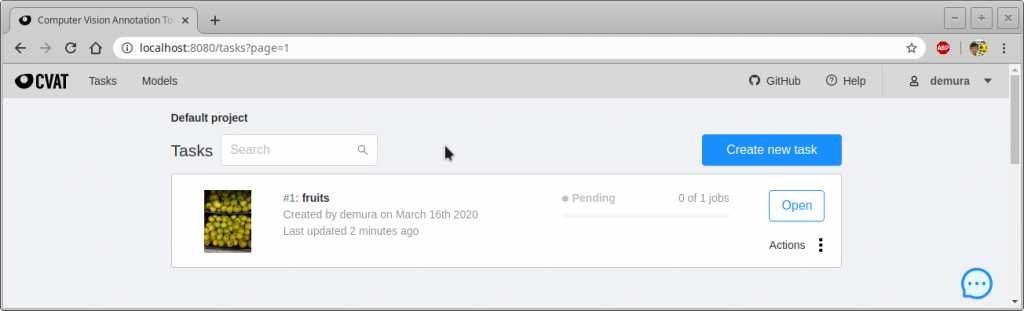 Computer Vision Annotation To
localhost:8080/tasks?page=1
ABP
CVAT Tasks Models GitHub Help demura
Default project
Tasks Search Create new task
#1: fruits Pending 0 of 1 jobs Open
Created by demura on March 16th 2020
Last updated 2 minutes ago
Actions